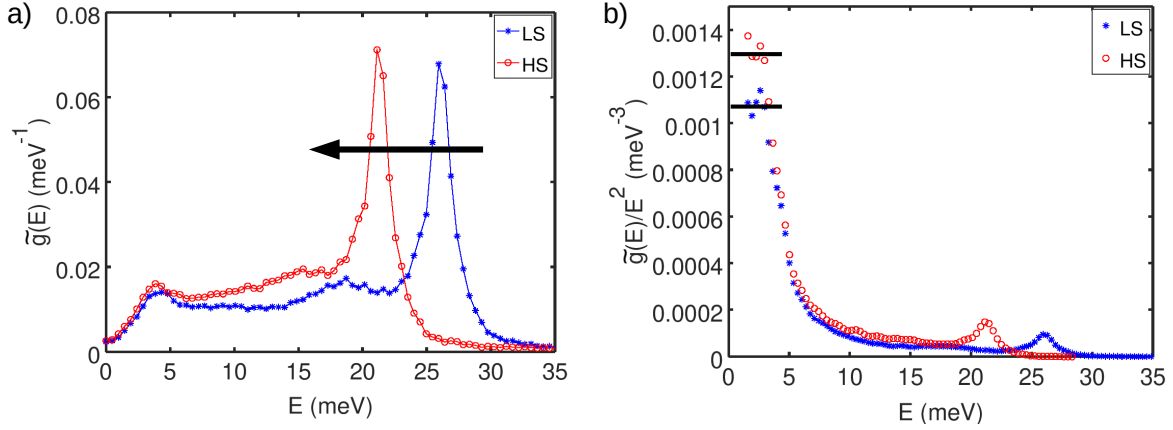 a)
0.08
0.06
0.04
0.02
0
g̃(E) (meV-1)
0 5 10 15 20 25 30 35
E (meV)
LS
HS
b)
0.0014
0.0012
0.001
0.0008
0.0006
0.0004
0.0002
0
g̃(E)/E2 (meV-3)
0 5 10 15 20 25 30 35
E (meV)
LS
HS